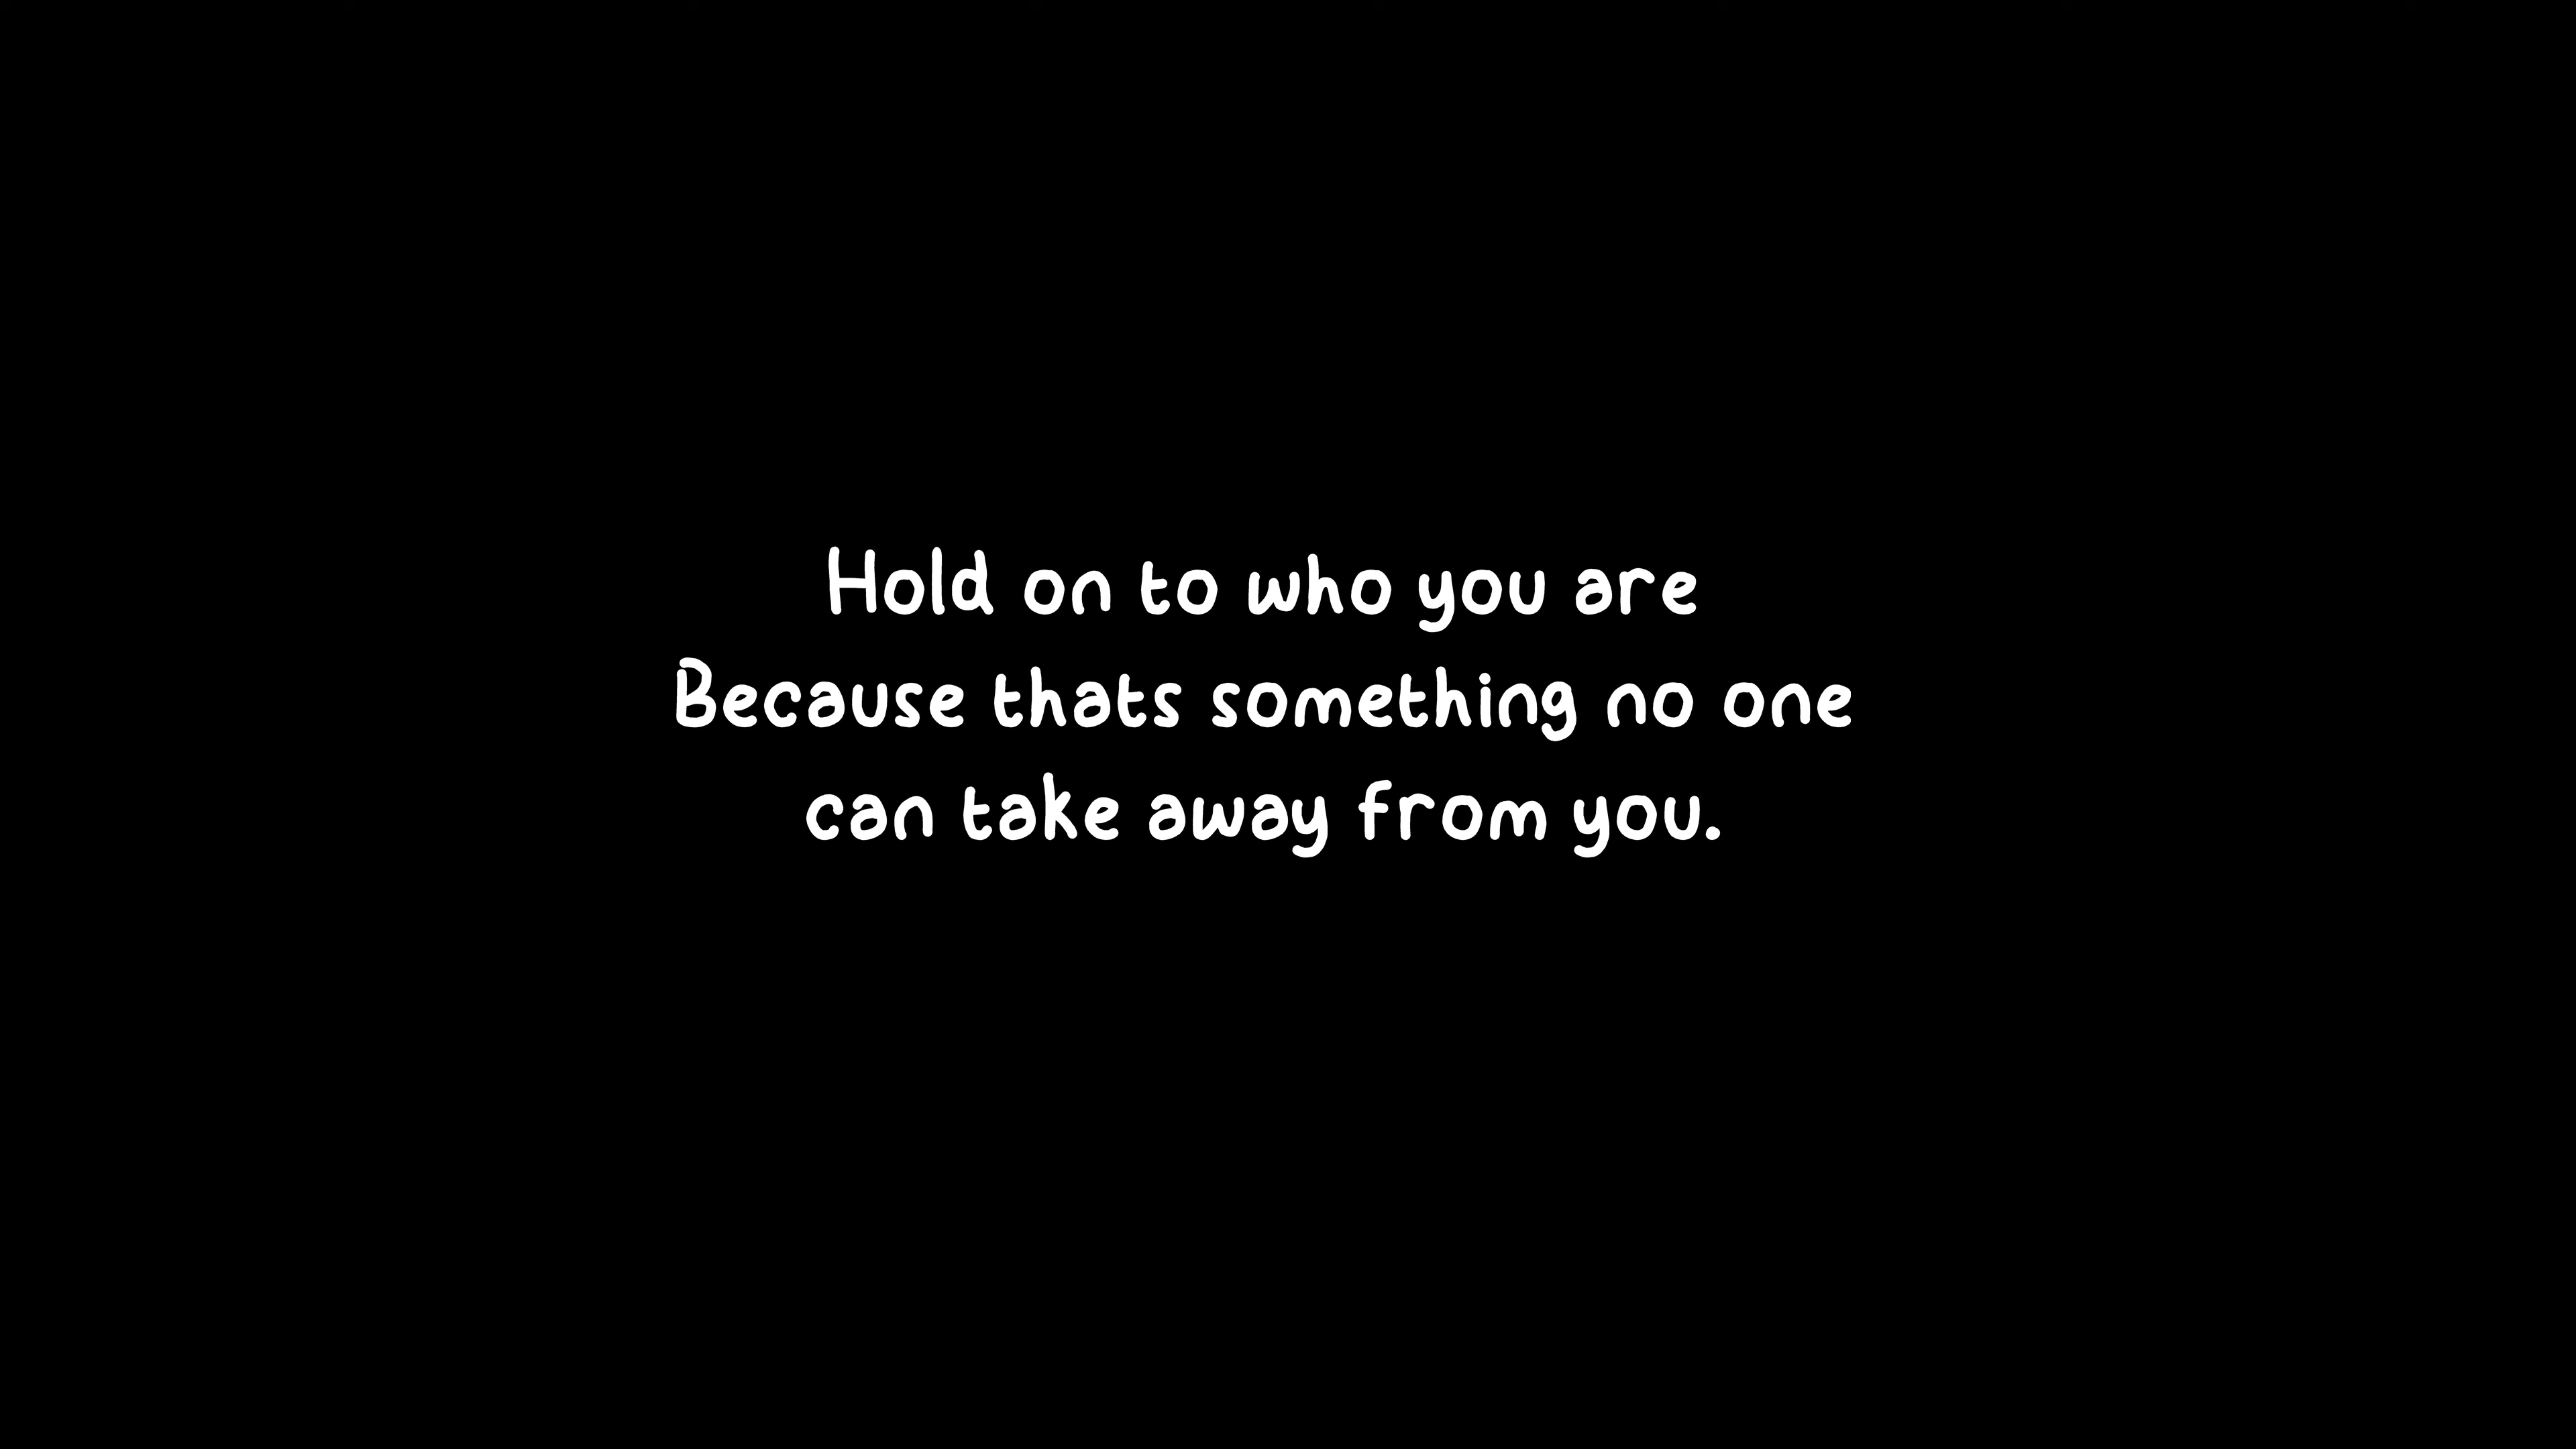 Hold on to who you are
Because thats something no one
can take away from you.